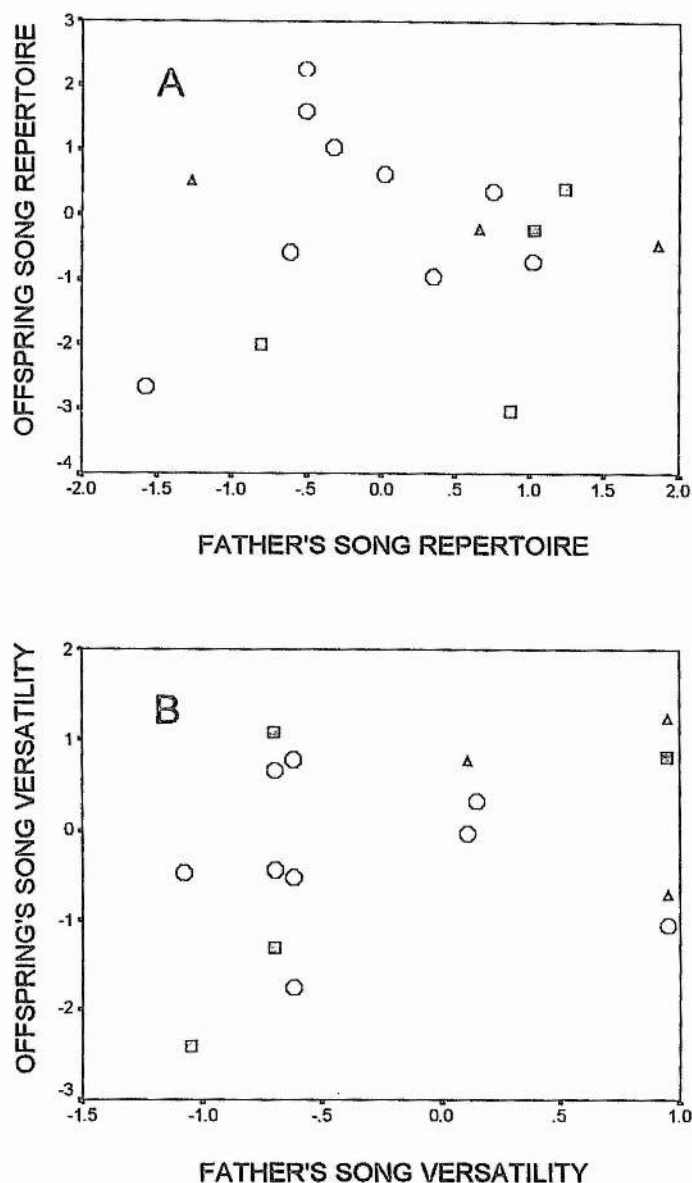 3
2
1
0
-1
-2
-3
-4
OFFSPRING SONG REPERTOIRE
A
-2.0 -1.5 -1.0 -.5 0.0 .5 1.0 1.5 2.0
FATHER'S SONG REPERTOIRE
2
1
0
-1
-2
-3
OFFSPRING'S SONG VERSATILITY
B
-1.5 -1.0 -.5 0.0 .5 1.0
FATHER'S SONG VERSATILITY